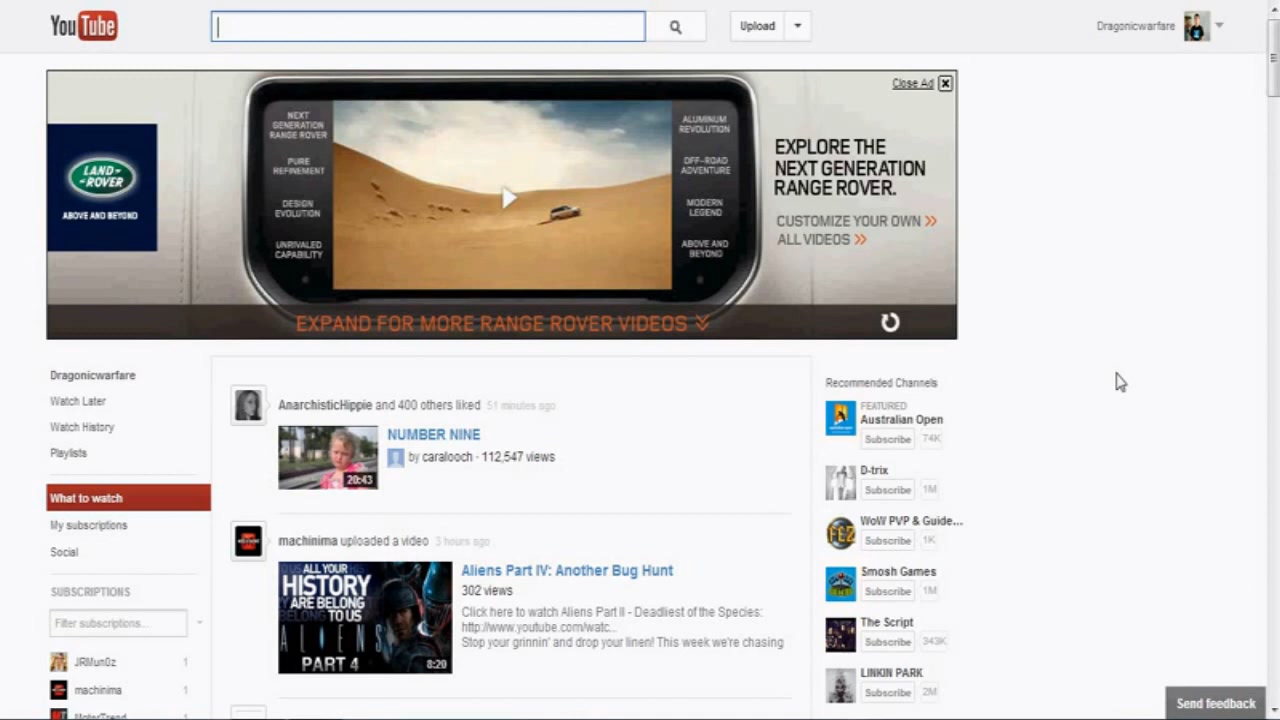 YouTube
Upload
Dragonicwarfare
Close Ad
NEXT
GENERATION
RANGE ROVER
PURE
REFINEMENT
DESIGN
EVOLUTION
UNRIVALED
CAPABILITY
ALUMINUM
REVOLUTION
OFF-ROAD
ADVENTURE
MODERN
LEGEND
ABOVE AND
BEYOND
LAND-
-ROVER
ABOVE AND BEYOND
EXPLORE THE
NEXT GENERATION
RANGE ROVER.
CUSTOMIZE YOUR OWN >>
ALL VIDEOS >>
EXPAND FOR MORE RANGE ROVER VIDEOS
Dragonicwarfare
Watch Later
Watch History
Playlists
What to watch
My subscriptions
Social
SUBSCRIPTIONS
Filter subscriptions...
JRMun0z 1
machinima 1
MotorTrend
AnarchisticHippie and 400 others liked 51 minutes ago
NUMBER NINE
by caralooch · 112,547 views
20:43
machinima uploaded a video 3 hours ago
Aliens Part IV: Another Bug Hunt
302 views
Click here to watch Aliens Part II - Deadliest of the Species:
http://www.youtube.com/watc...
Stop your grinnin' and drop your linen! This week we're chasing
ALL YOUR
HISTORY
ARE BELONG
TO US
ALIENS
PART 4
8:20
Recommended Channels
FEATURED
Australian Open
Subscribe 74K
D-trix
Subscribe 1M
WoW PVP & Guide...
Subscribe 1K
Smosh Games
Subscribe 1M
The Script
Subscribe 343K
LINKIN PARK
Subscribe 2M
Send feedback